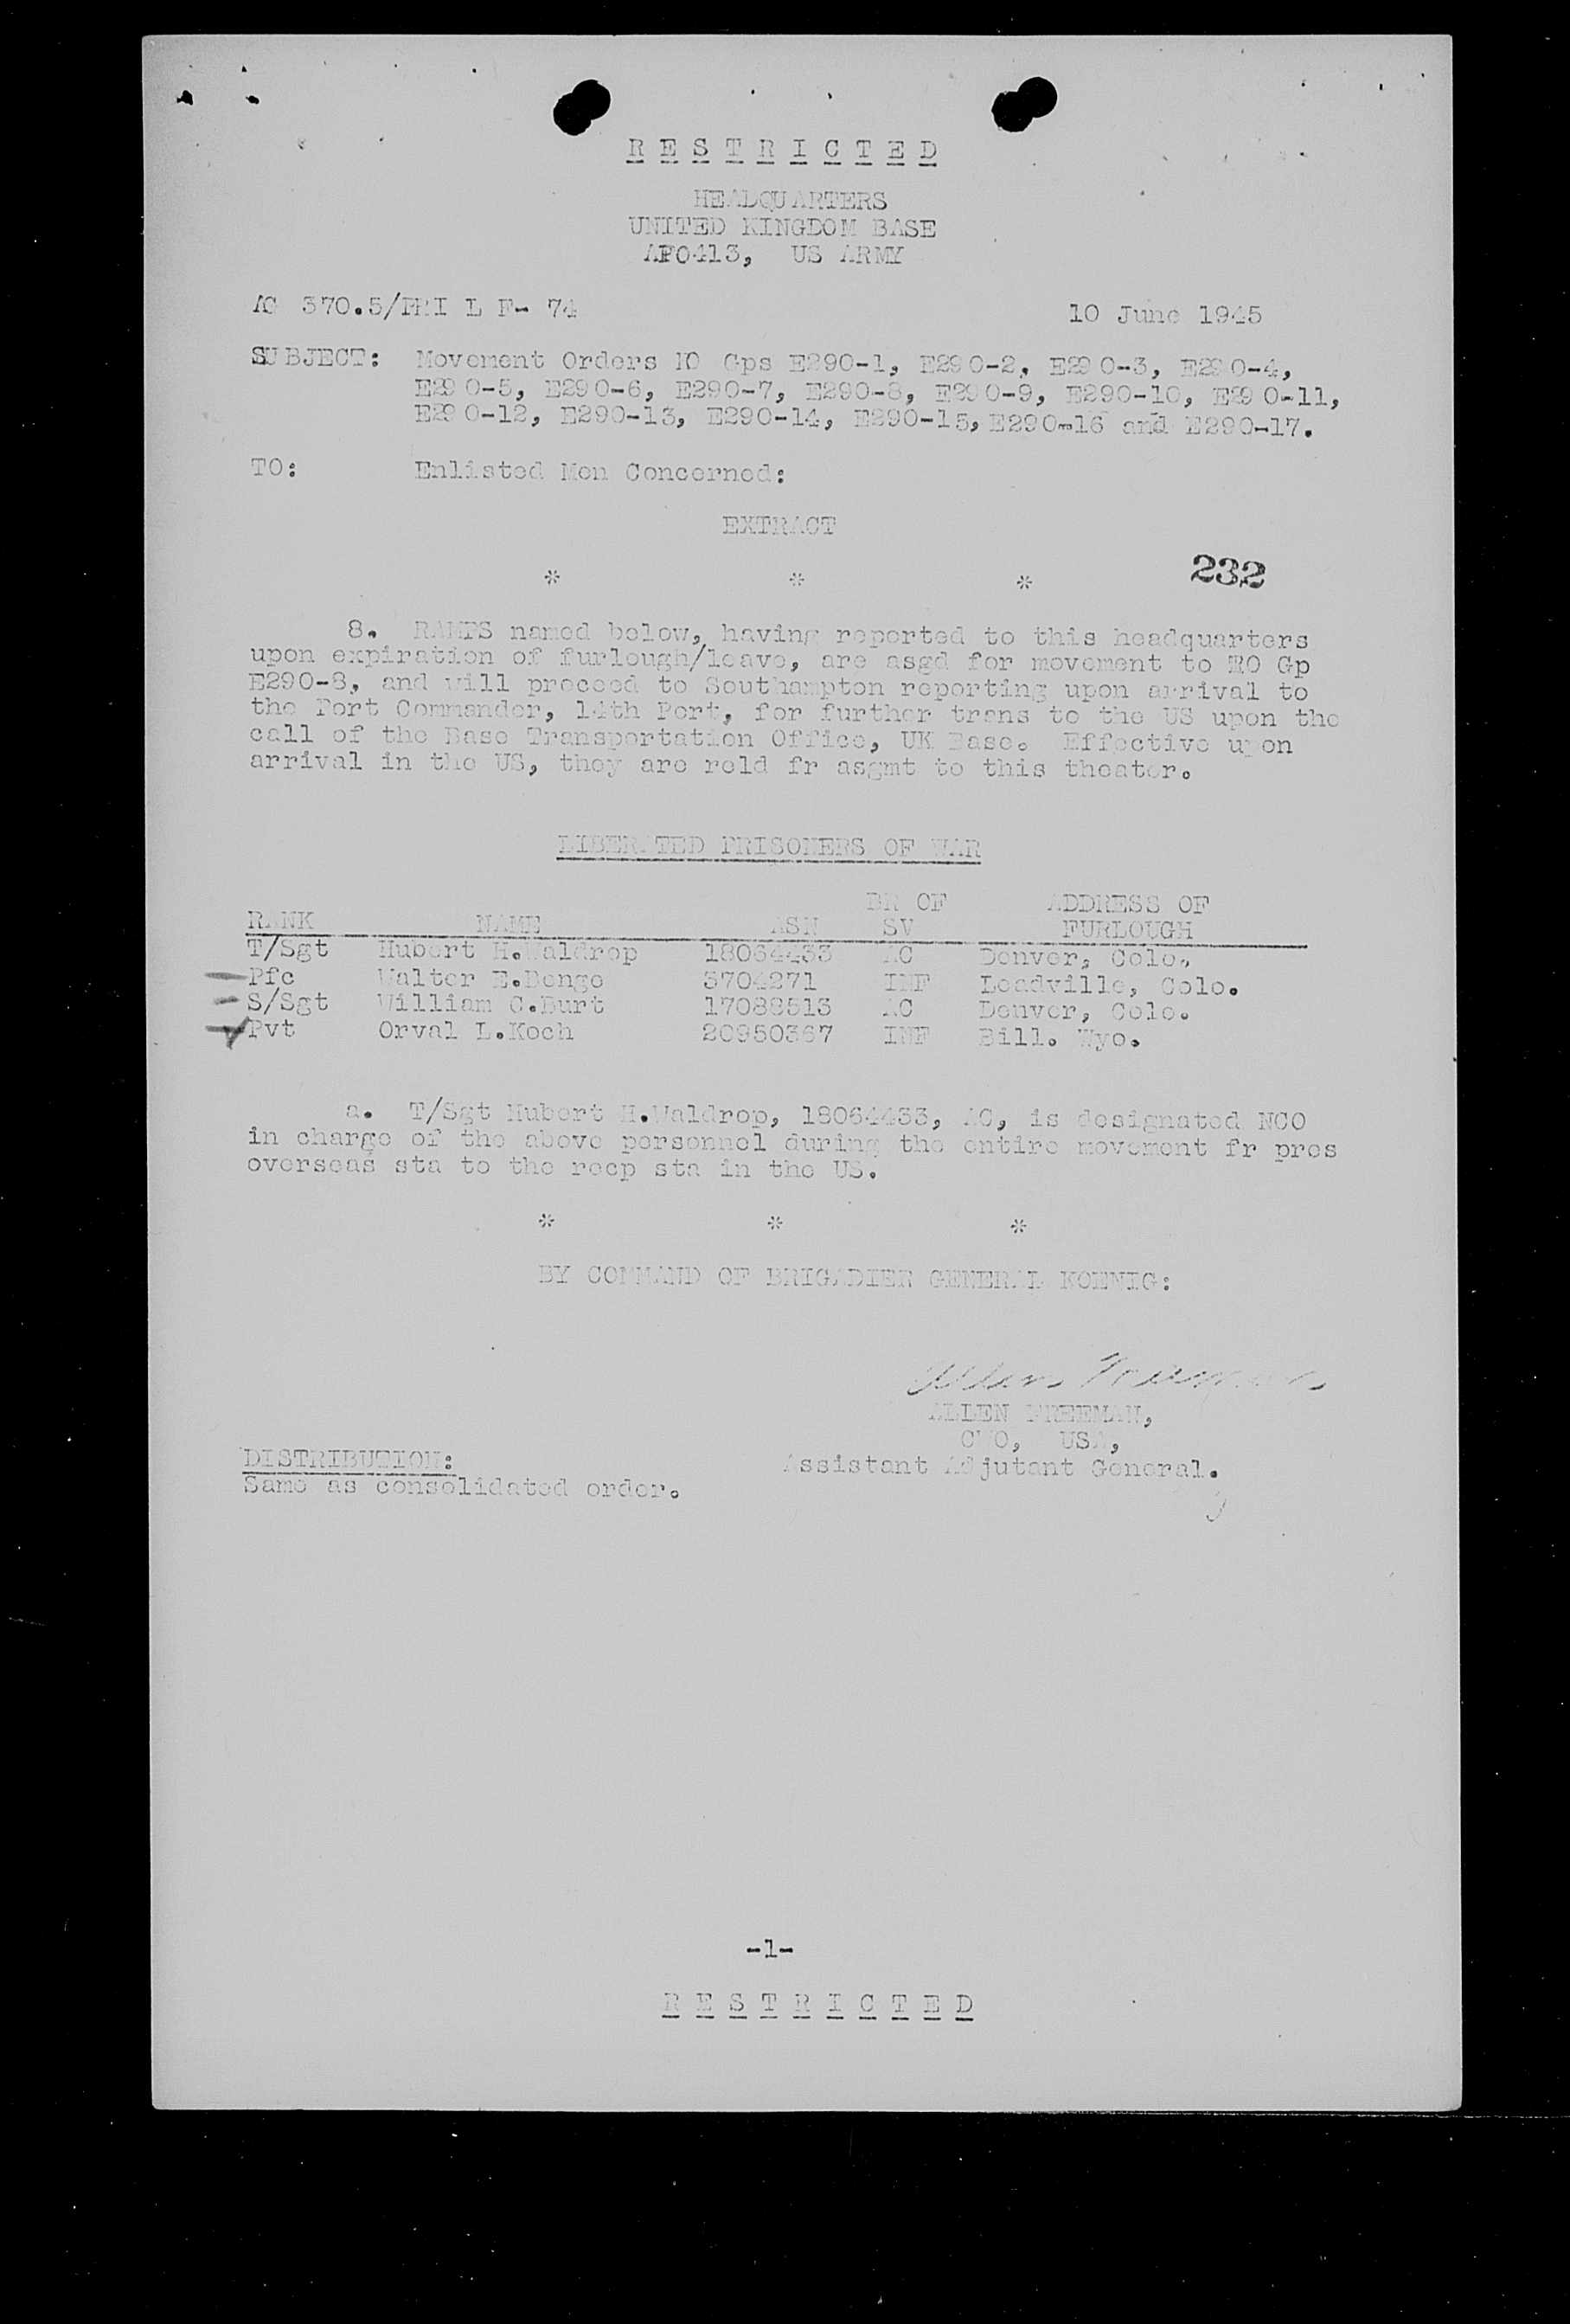 R E S T R I C T E D
HEADQUARTERS
UNITED KINGDOM BASE
APO413, US ARMY
AG 370.5/PRI L F- 74
10 June 1945
SUBJECT: Movement Orders RO Gps E290-1, E290-2, E290-3, E290-4,
E290-5, E290-6, E290-7, E290-8, E290-9, E290-10, E290-11,
E290-12, E290-13, E290-14, E290-15, E290-16 and E290-17.
TO: Enlisted Men Concerned:
EXTRACT
* * *
232
8. RAMPS named below, having reported to this headquarters
upon expiration of furlough/leave, are asgd for movement to RO Gp
E290-8, and will proceed to Southampton reporting upon arrival to
the Port Commander, 14th Port, for further trans to the US upon the
call of the Base Transportation Office, UK Base. Effective upon
arrival in the US, they are reld fr asgmt to this theater.
LIBERATED PRISONERS OF WAR
BR OF ADDRESS OF
RANK NAME ASN SV FURLOUGH
T/Sgt Hubert H.Waldrop 18064433 AC Denver, Colo.
Pfc Walter E.Denge 3704271 INF Leadville, Colo.
S/Sgt William C.Burt 17088513 AC Denver, Colo.
Pvt Orval L.Koch 20950367 INF Bill. Wyo.
a. T/Sgt Hubert H.Waldrop, 18064433, AC, is designated NCO
in charge of the above personnel during the entire movement fr pres
overseas sta to the recp sta in the US.
* * *
BY COMMAND OF BRIGADIER GENERAL KOENIG:
Allen Freeman
ALLEN FREEMAN,
CWO, USA,
Assistant Adjutant General.
DISTRIBUTION:
Same as consolidated order.
-1-
R E S T R I C T E D